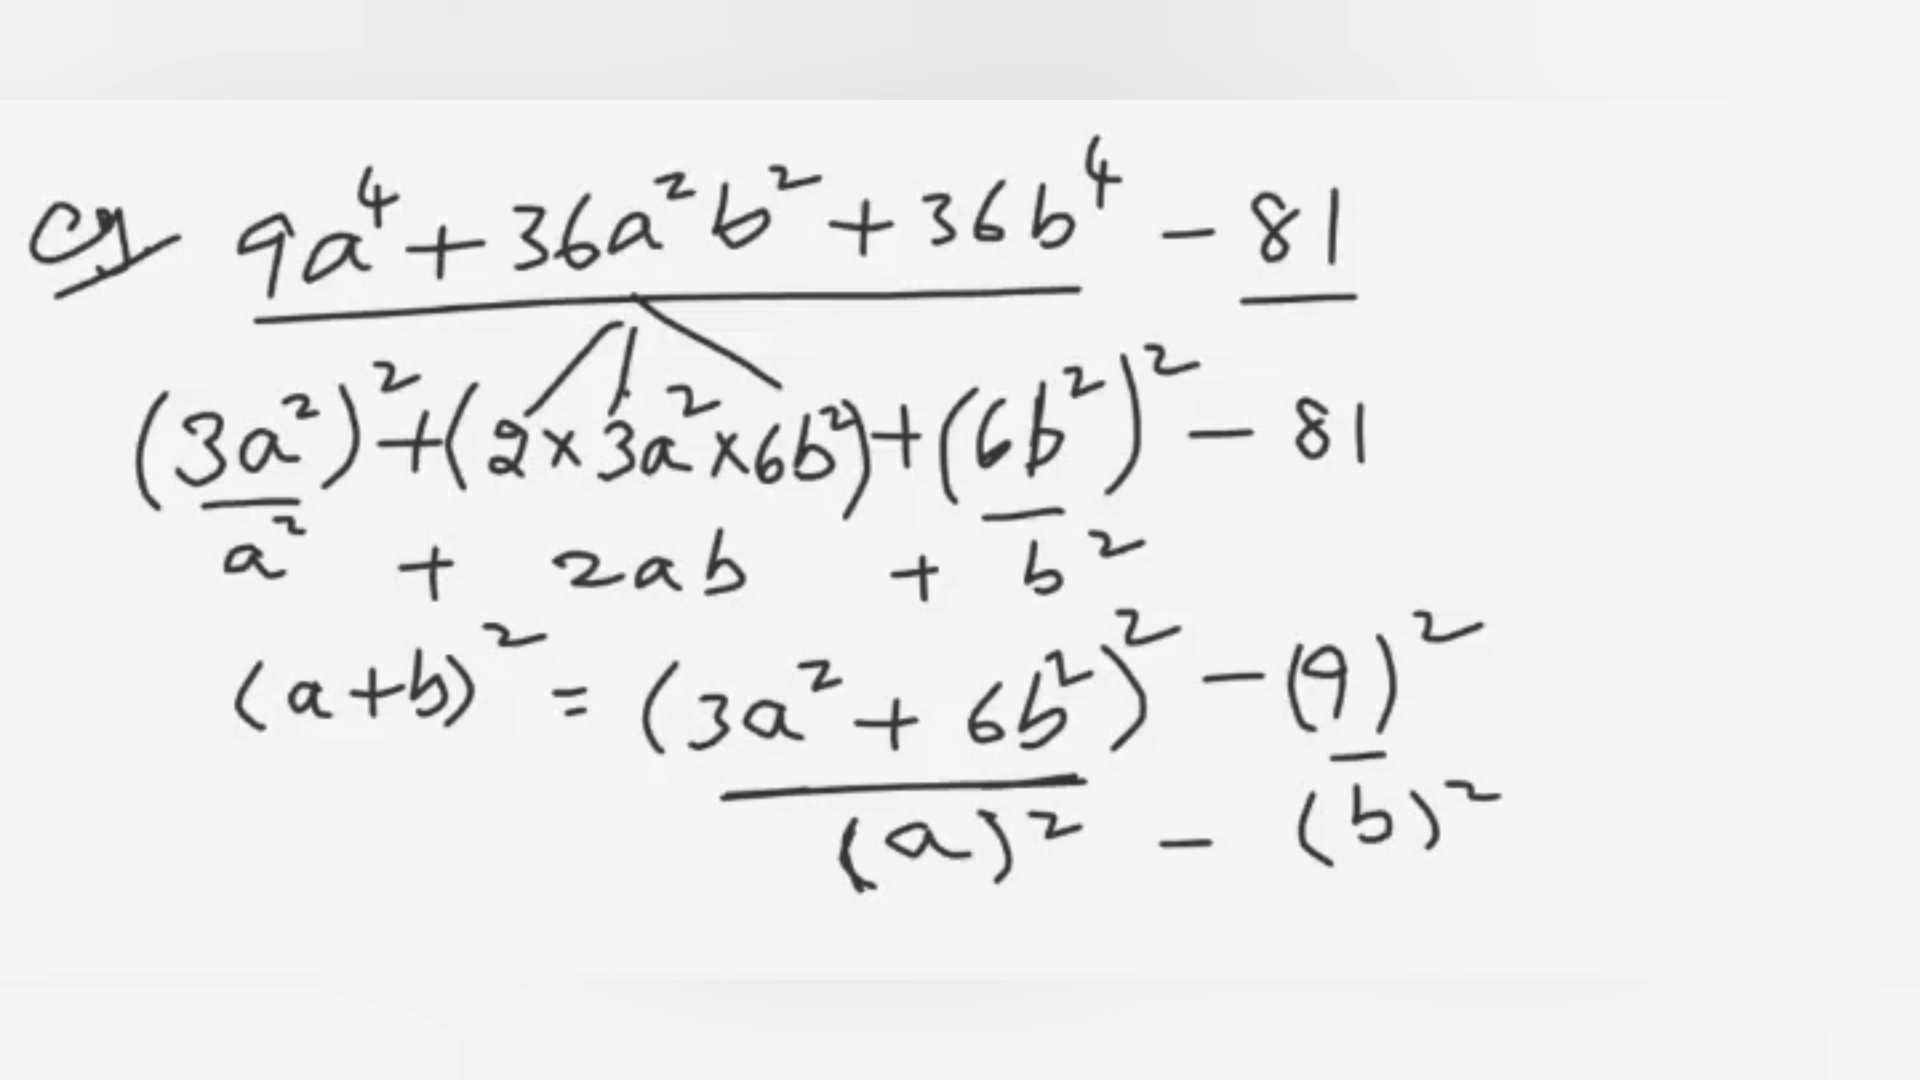 eg 9a⁴ + 36a²b² + 36b⁴ - 81
(3a²)² + (2 × 3a² × 6b²) + (6b²)² - 81
a² + 2ab + b²
(a+b)² = (3a² + 6b²)² - (9)²
(a)² - (b)²